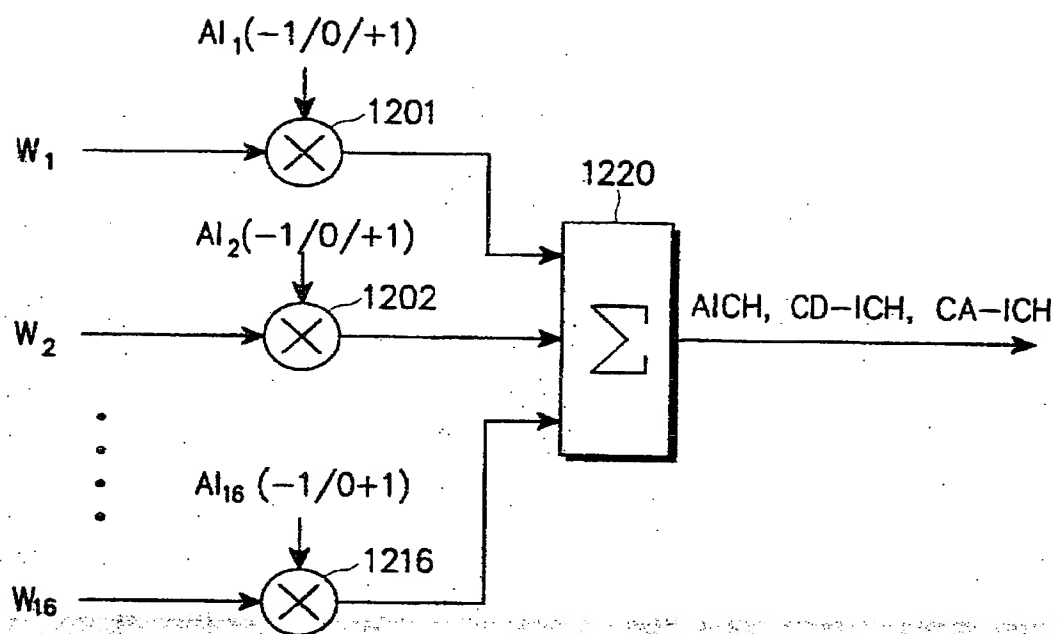 AI₁(-1/0/+1)
1201
W₁
1220
AI₂(-1/0/+1)
1202
AICH, CD-ICH, CA-ICH
W₂
Σ
AI₁₆ (-1/0+1)
1216
W₁₆